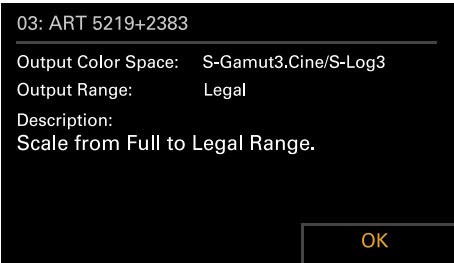 03: ART 5219+2383
Output Color Space: S-Gamut3.Cine/S-Log3
Output Range: Legal
Description:
Scale from Full to Legal Range.
OK